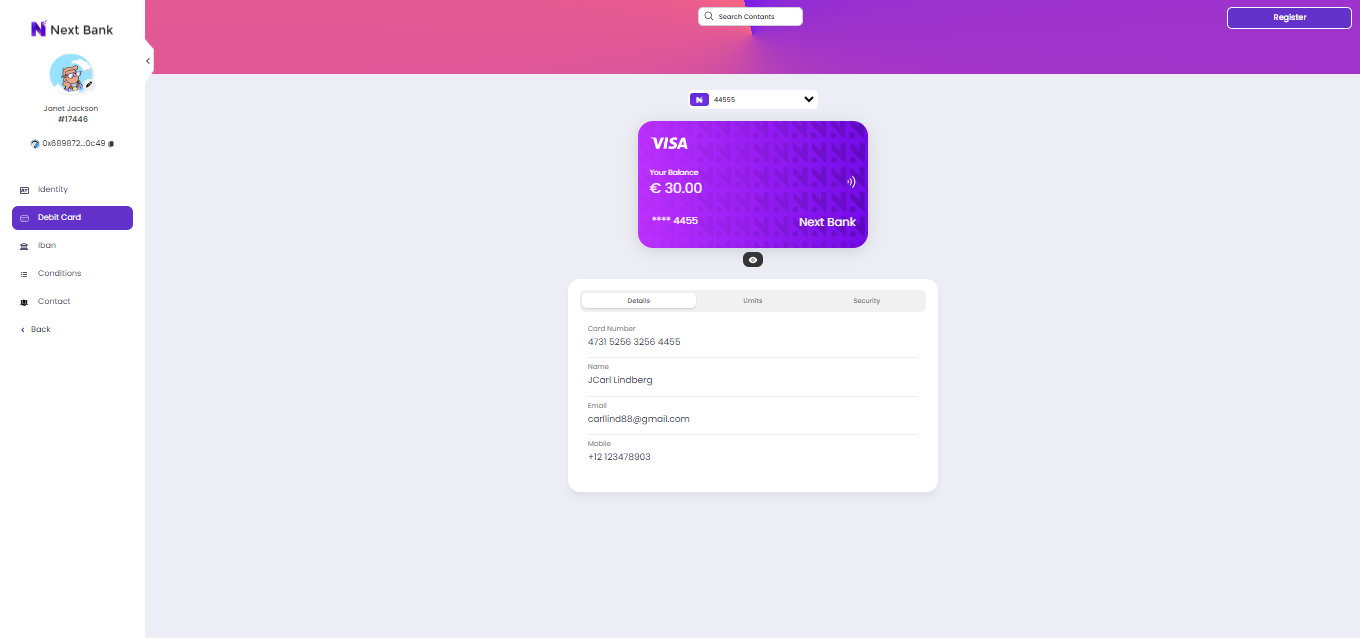 Next Bank
Janet Jackson
#17446
0x689872...0c49
Identity
Debit Card
Iban
Conditions
Contact
Back
Search Contants
Register
44555
VISA
Your Balance
€ 30.00
**** 4455
Next Bank
Details
Limits
Security
Card Number
4731 5256 3256 4455
Name
JCarl Lindberg
Email
carllind88@gmail.com
Mobile
+12 123478903